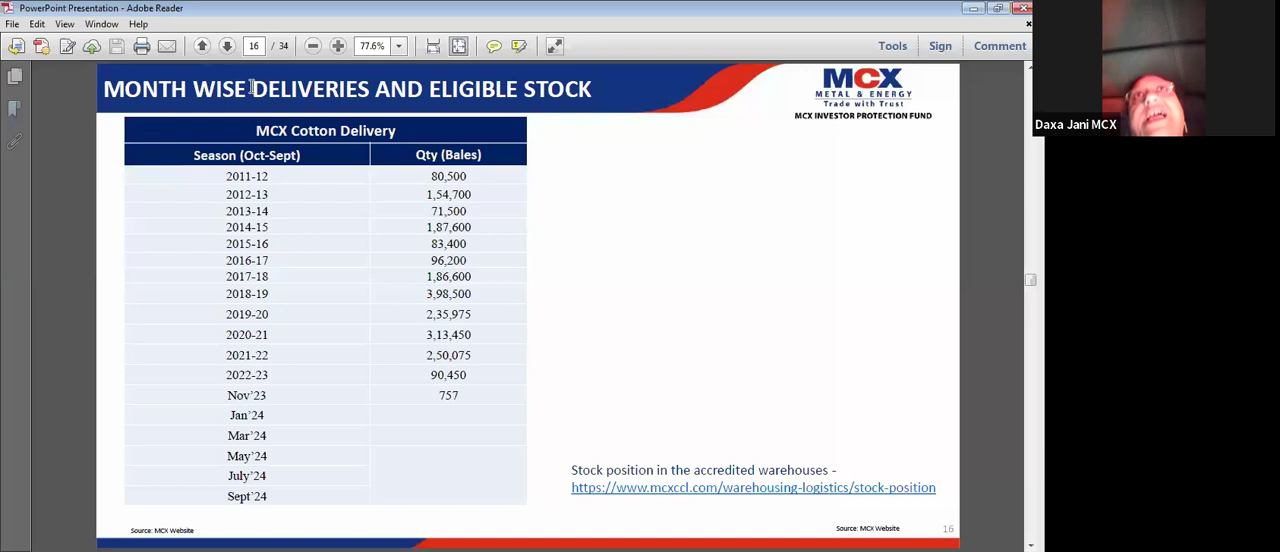 PowerPoint Presentation - Adobe Reader
File Edit View Window Help
16 / 34 77.6% Tools Sign Comment
MONTH WISE DELIVERIES AND ELIGIBLE STOCK
MCX
METAL & ENERGY
Trade with Trust
MCX INVESTOR PROTECTION FUND
Daxa Jani MCX
MCX Cotton Delivery
Season (Oct-Sept) Qty (Bales)
2011-12 80,500
2012-13 1,54,700
2013-14 71,500
2014-15 1,87,600
2015-16 83,400
2016-17 96,200
2017-18 1,86,600
2018-19 3,98,500
2019-20 2,35,975
2020-21 3,13,450
2021-22 2,50,075
2022-23 90,450
Nov’23 757
Jan’24
Mar’24
May’24
July’24
Sept’24
Stock position in the accredited warehouses -
https://www.mcxccl.com/warehousing-logistics/stock-position
Source: MCX Website
Source: MCX Website
16